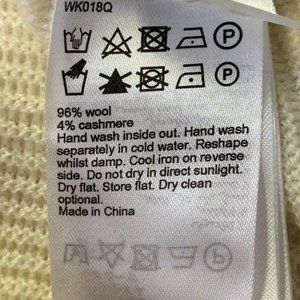 WK018Q
P
P
96% wool
4% cashmere
Hand wash inside out. Hand wash
separately in cold water. Reshape
whilst damp. Cool iron on reverse
side. Do not dry in direct sunlight.
Dry flat. Store flat. Dry clean
optional.
Made in China